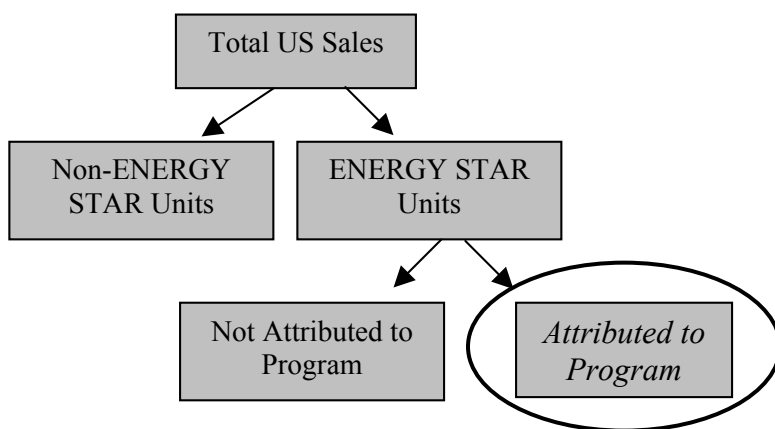 Total US Sales
Non-ENERGY
STAR Units
ENERGY STAR
Units
Not Attributed to
Program
Attributed to
Program